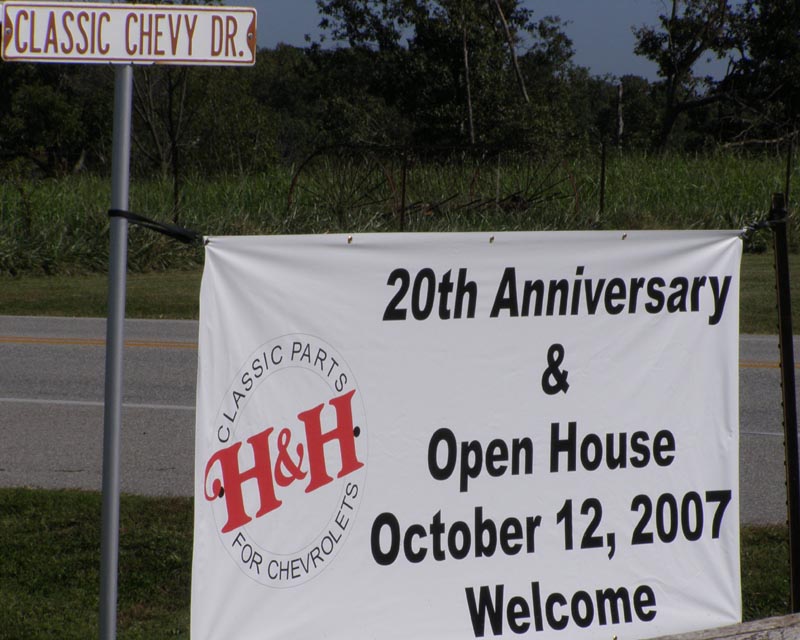 CLASSIC CHEVY DR.
20th Anniversary
&
Open House
October 12, 2007
Welcome
CLASSIC PARTS
H&H
FOR CHEVROLETS